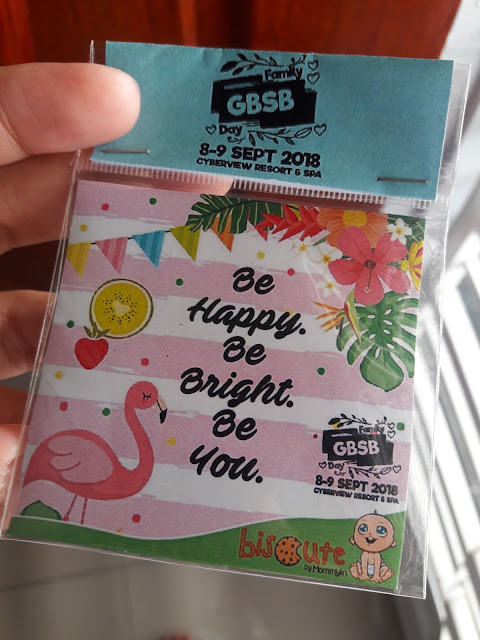 Family
GBSB
Day
8-9 SEPT 2018
CYBERVIEW RESORT & SPA
Be
Happy.
Be
Bright.
Be
You.
Family
GBSB
Day
8-9 SEPT 2018
CYBERVIEW RESORT & SPA
biscute
by Mommyjan